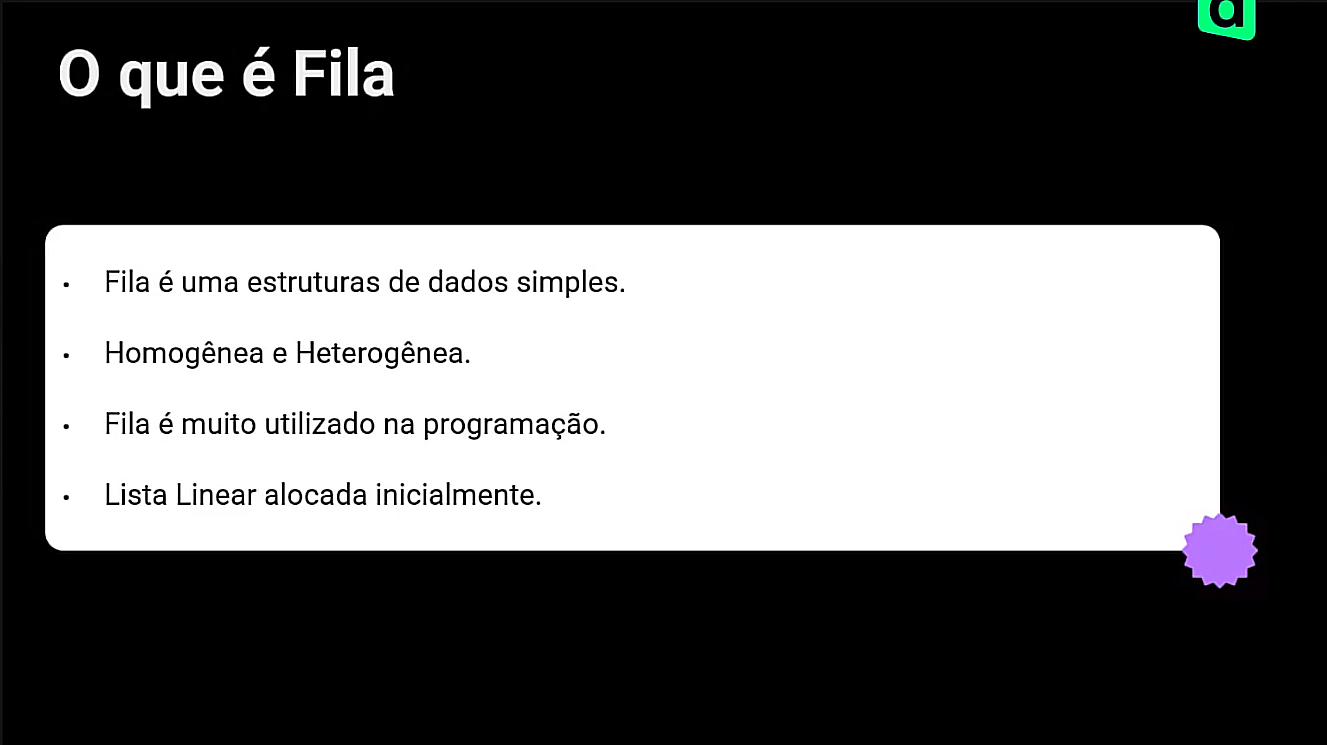 O que é Fila
• Fila é uma estruturas de dados simples.
• Homogênea e Heterogênea.
• Fila é muito utilizado na programação.
• Lista Linear alocada inicialmente.